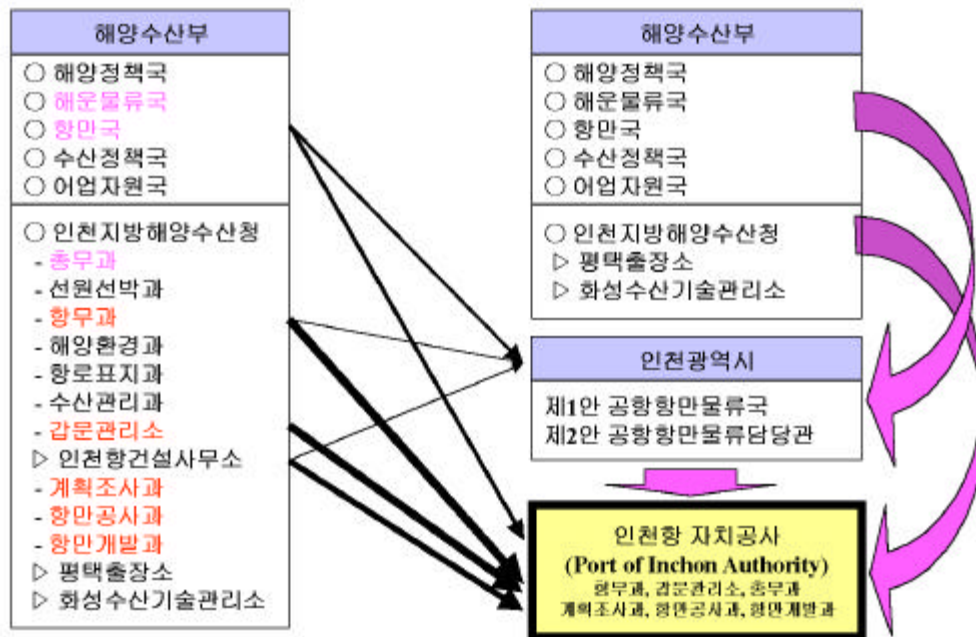 해양수산부
○ 해양정책국
○ 해운물류국
○ 항만국
○ 수산정책국
○ 어업자원국
○ 인천지방해양수산청
- 총무과
- 선원선박과
- 항무과
- 해양환경과
- 항로표지과
- 수산관리과
- 갑문관리소
▷ 인천항건설사무소
- 계획조사과
- 항만공사과
- 항만개발과
▷ 평택출장소
▷ 화성수산기술관리소
해양수산부
○ 해양정책국
○ 해운물류국
○ 항만국
○ 수산정책국
○ 어업자원국
○ 인천지방해양수산청
▷ 평택출장소
▷ 화성수산기술관리소
인천광역시
제1안 공항항만물류국
제2안 공항항만물류담당관
인천항 자치공사
(Port of Inchon Authority)
항무과, 갑문관리소, 총무과
계획조사과, 항만공사과, 항만개발과